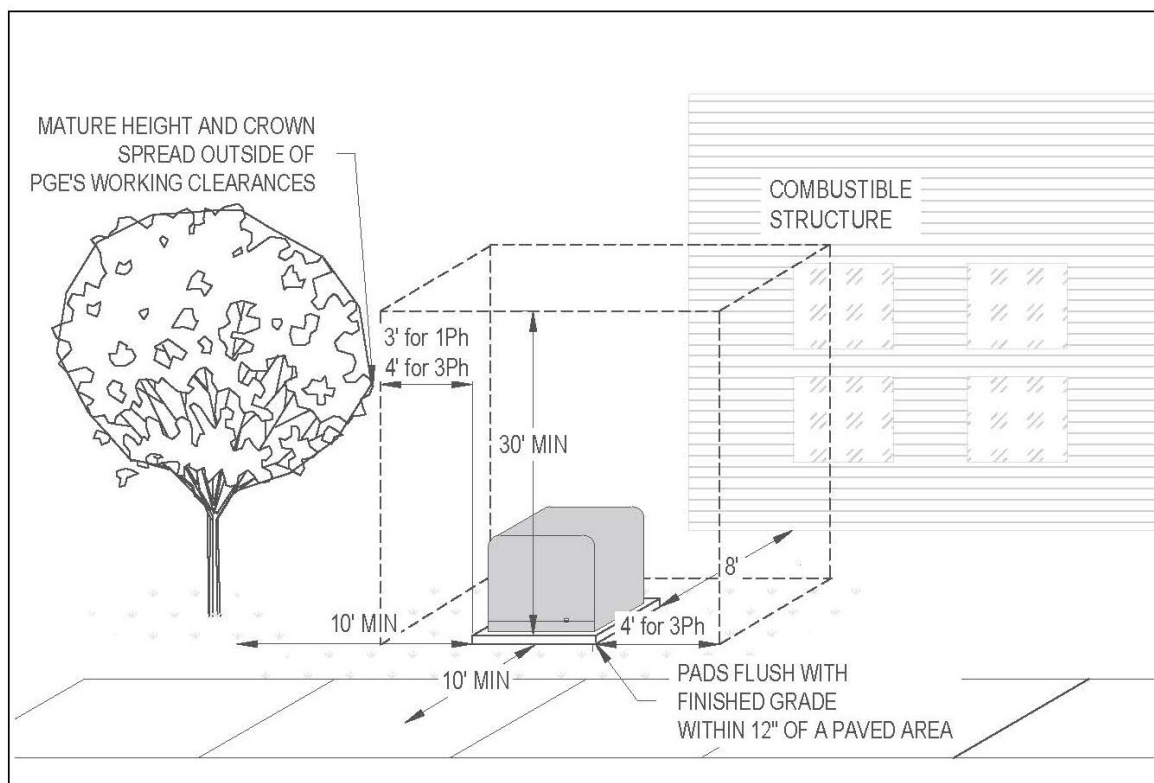 MATURE HEIGHT AND CROWN
SPREAD OUTSIDE OF
PGE'S WORKING CLEARANCES
COMBUSTIBLE
STRUCTURE
3' for 1Ph
4' for 3Ph
30' MIN
8'
10' MIN
4' for 3Ph
10' MIN
PADS FLUSH WITH
FINISHED GRADE
WITHIN 12" OF A PAVED AREA